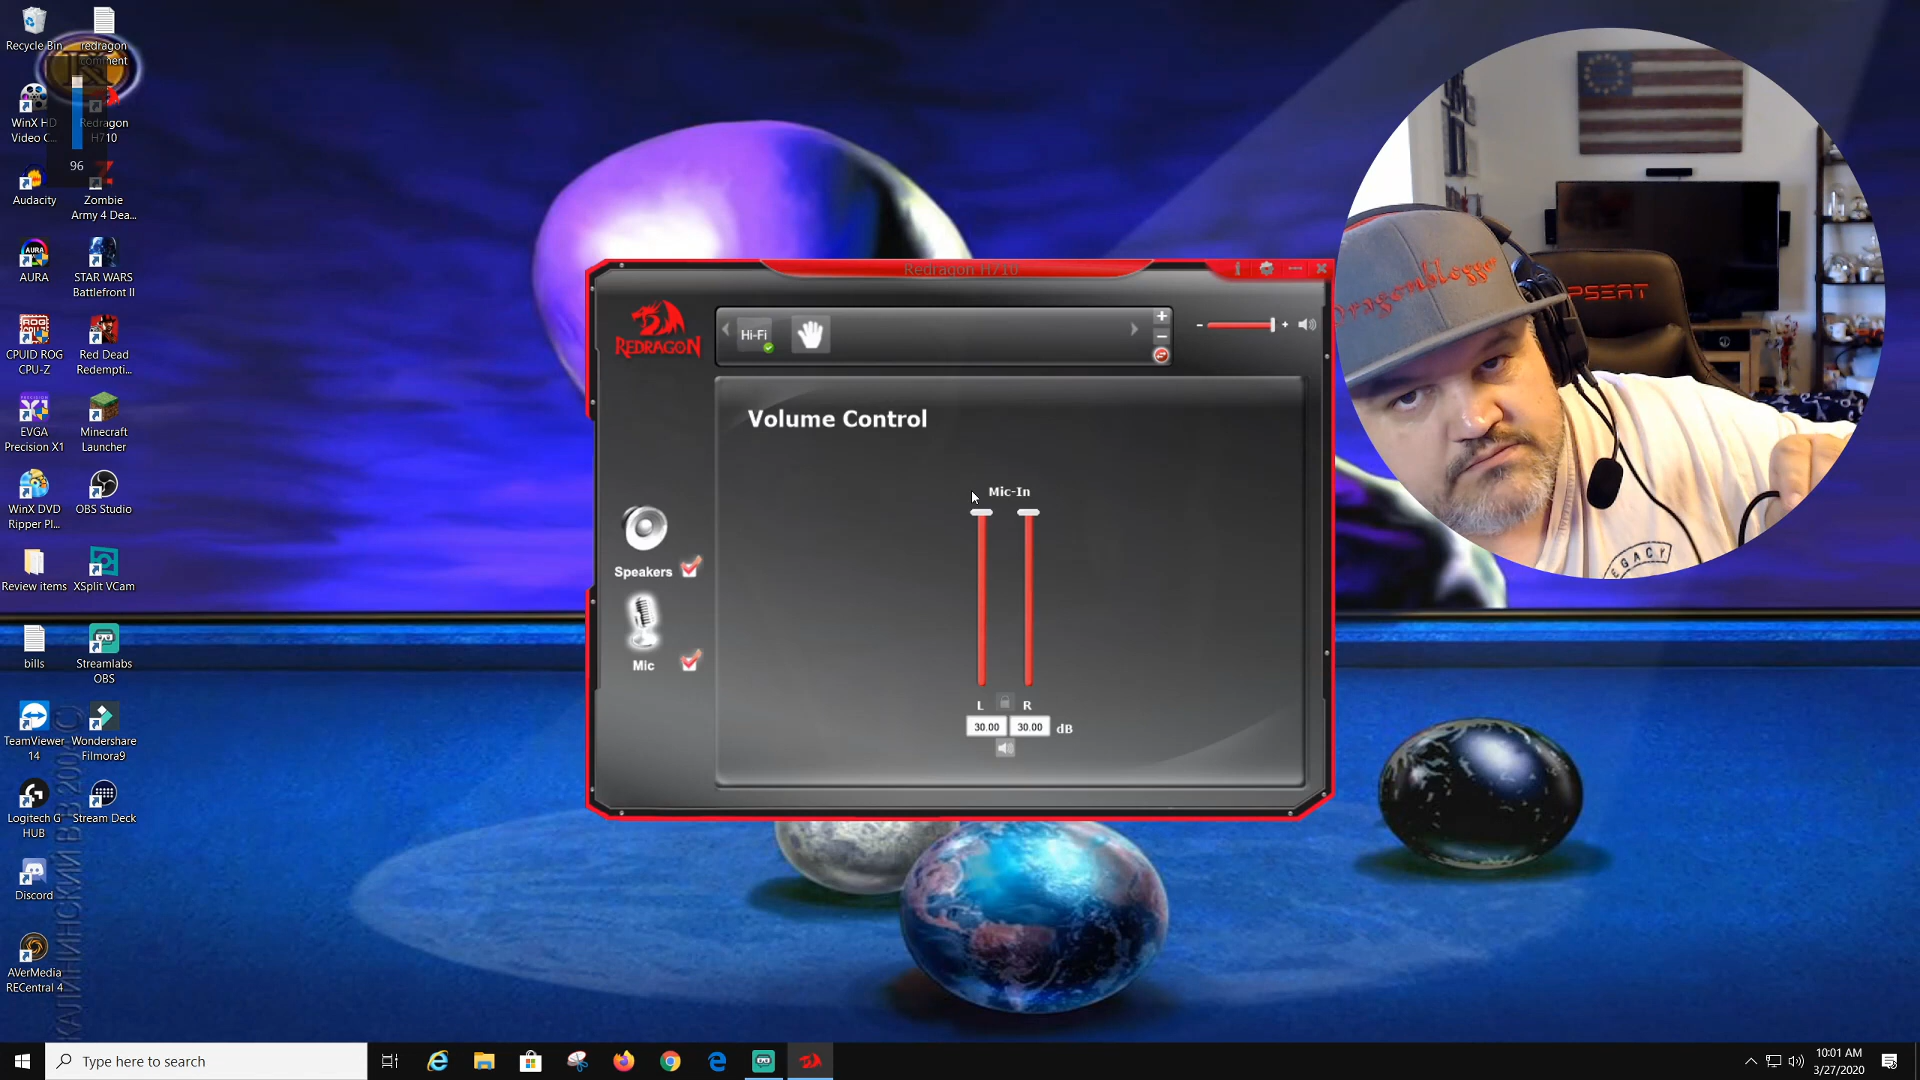 Recycle Bin
redragon
comment
WinX HD
Video C...
Redragon
H710
96
Audacity
Zombie
Army 4 Dea...
AURA
AURA
STAR WARS
Battlefront II
CPUID ROG
CPU-Z
Red Dead
Redempti...
EVGA
Precision X1
Minecraft
Launcher
WinX DVD
Ripper Pl...
OBS Studio
Review items
XSplit VCam
bills
Streamlabs
OBS
TeamViewer
14
Wondershare
Filmora9
Logitech G
HUB
Stream Deck
Discord
AVerMedia
RECentral 4
Redragon H710
REDRAGON
Hi-Fi
Volume Control
Mic-In
Speakers
Mic
L
R
30.00
30.00
dB
Dragonblogger
PSEAT
LEGACY
Type here to search
10:01 AM
3/27/2020